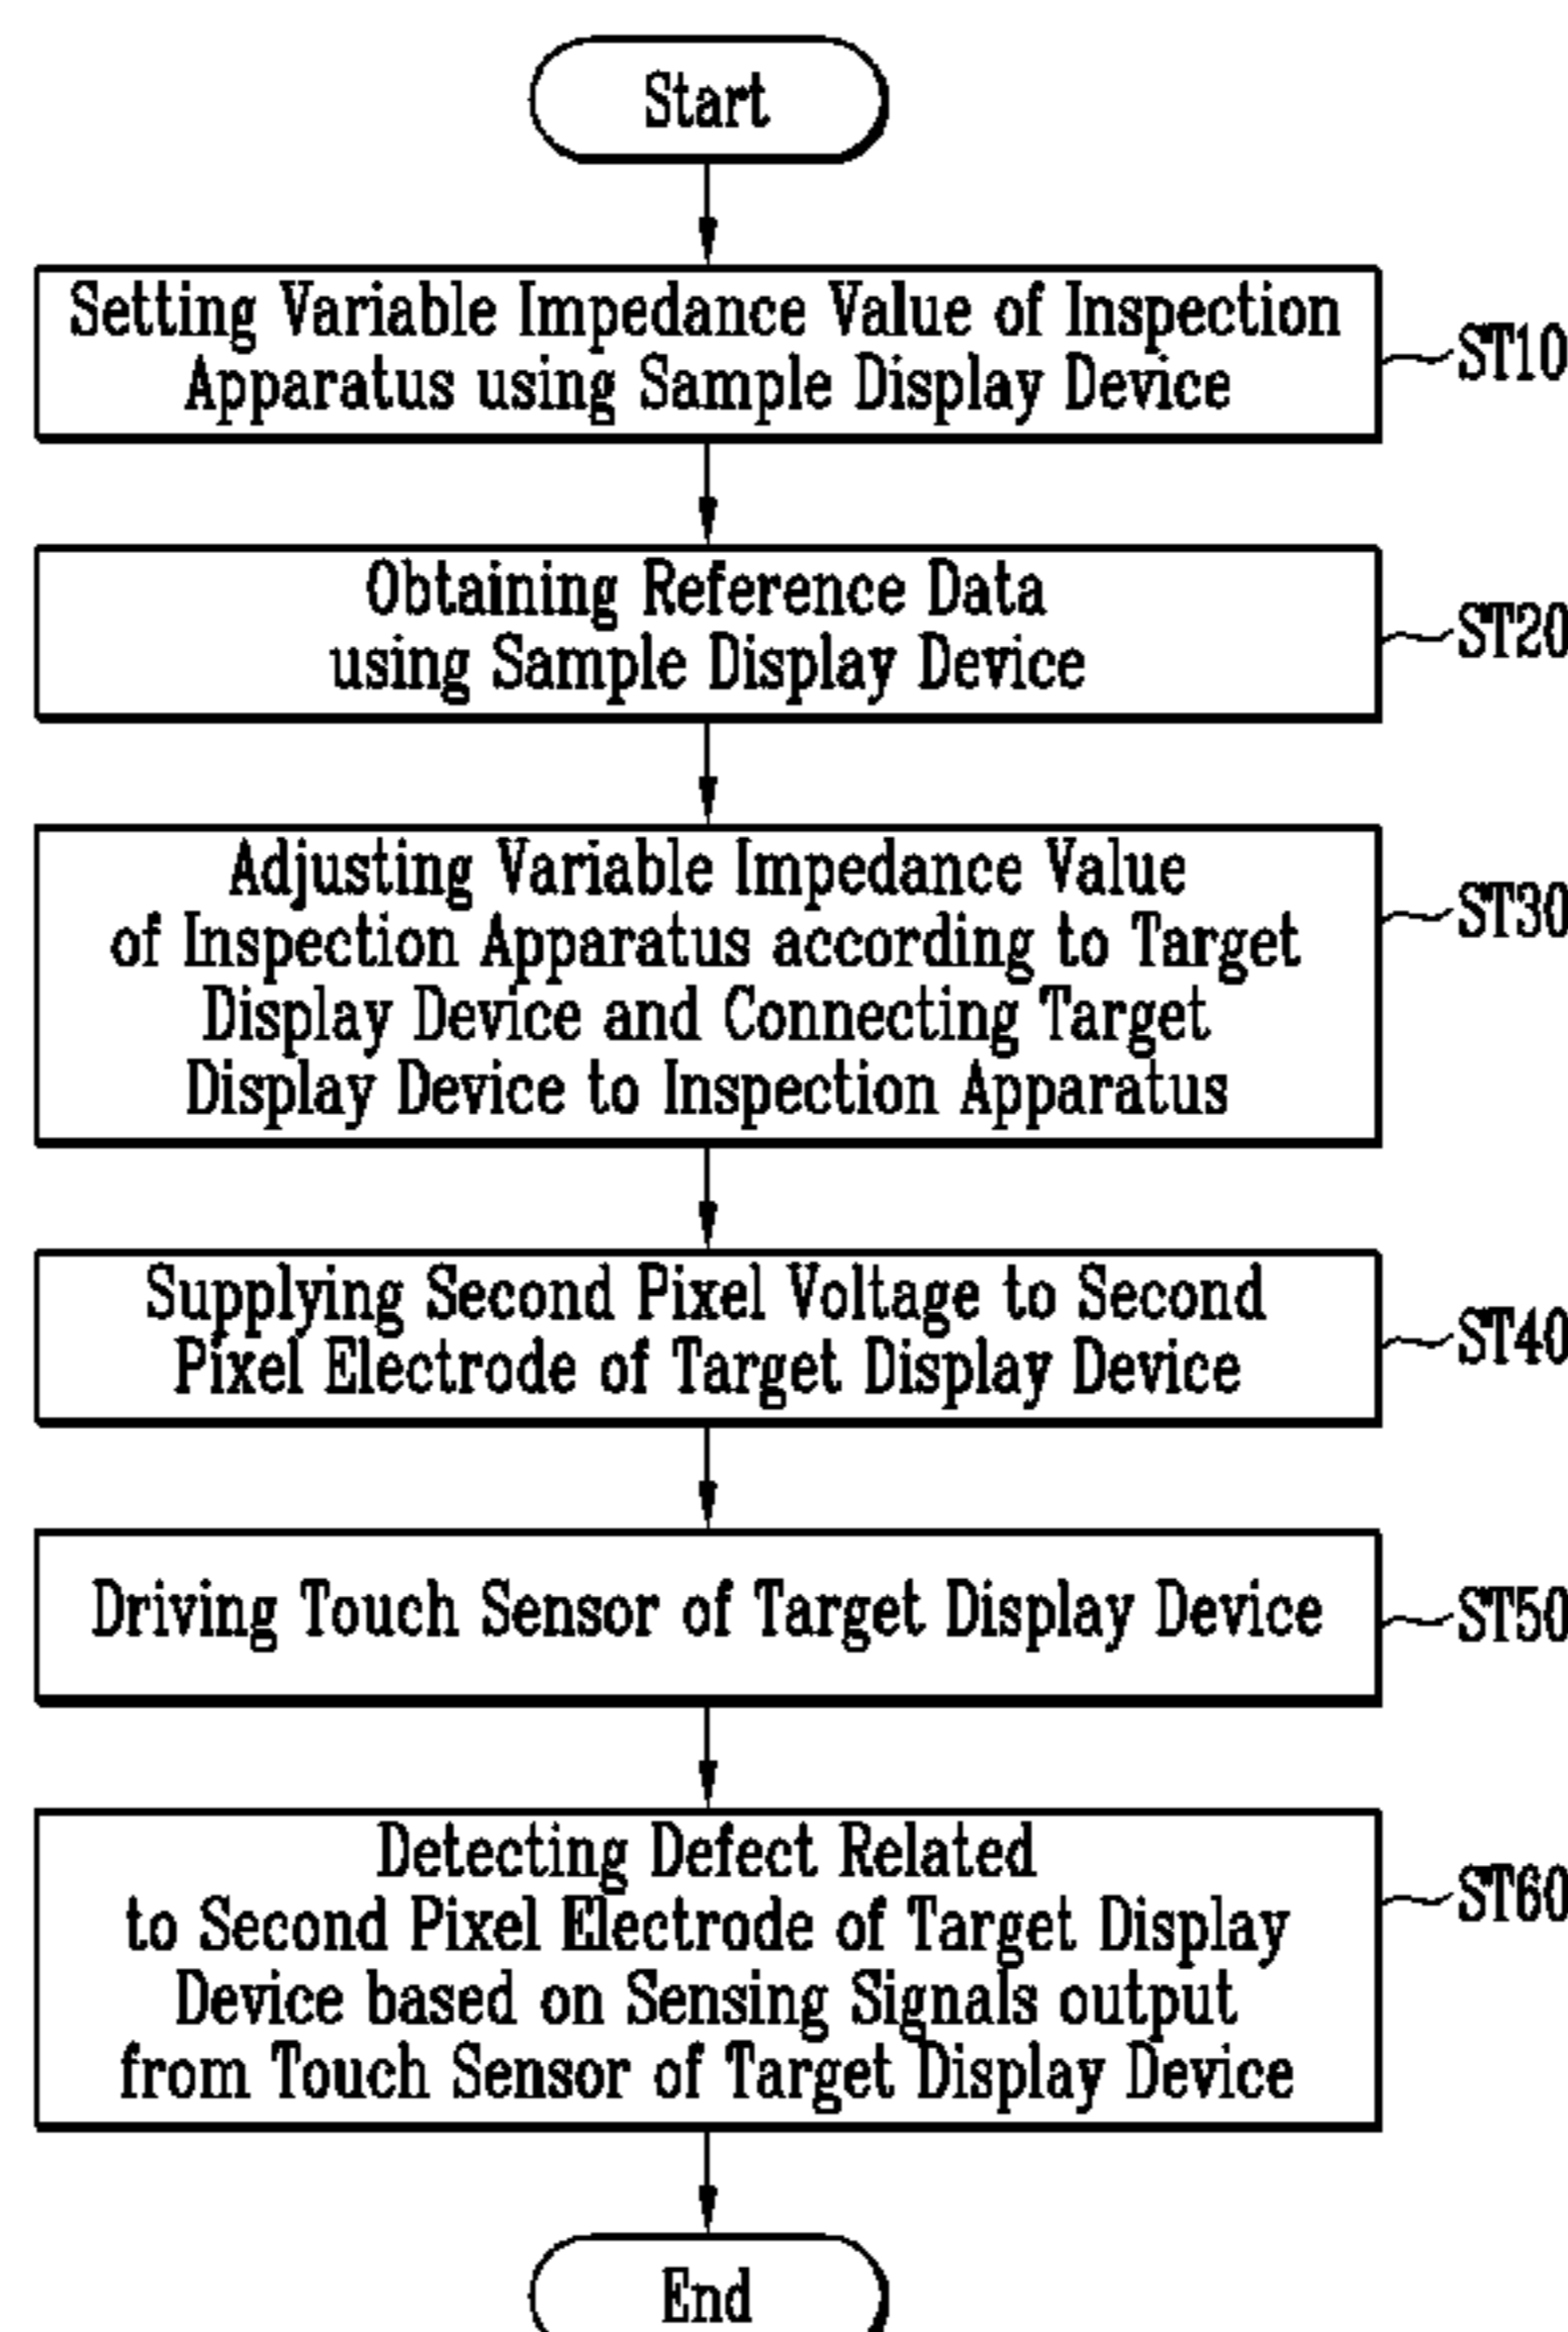 Start
Setting Variable Impedance Value of Inspection
Apparatus using Sample Display Device
ST10
Obtaining Reference Data
using Sample Display Device
ST20
Adjusting Variable Impedance Value
of Inspection Apparatus according to Target
Display Device and Connecting Target
Display Device to Inspection Apparatus
ST30
Supplying Second Pixel Voltage to Second
Pixel Electrode of Target Display Device
ST40
Driving Touch Sensor of Target Display Device
ST50
Detecting Defect Related
to Second Pixel Electrode of Target Display
Device based on Sensing Signals output
from Touch Sensor of Target Display Device
ST60
End